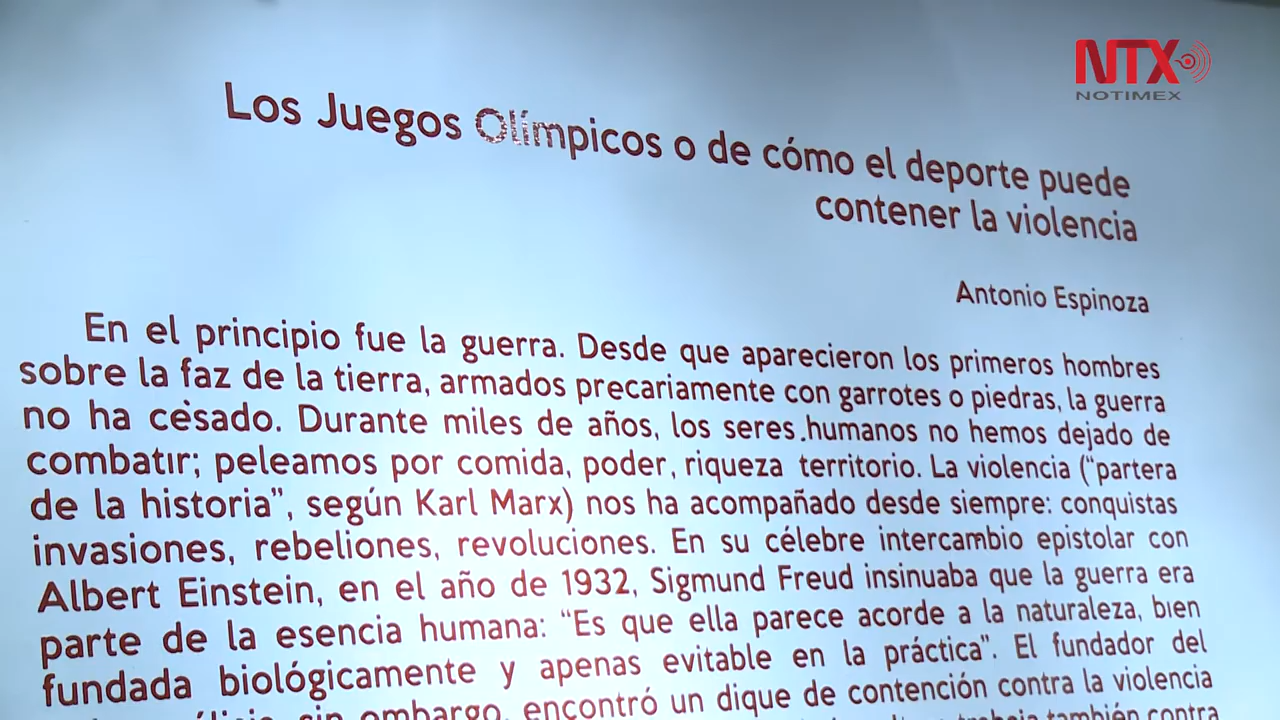 NTX
NOTIMEX
Los Juegos Olímpicos o de cómo el deporte puede
contener la violencia
Antonio Espinoza
En el principio fue la guerra. Desde que aparecieron los primeros hombres
sobre la faz de la tierra, armados precariamente con garrotes o piedras, la guerra
no ha cesado. Durante miles de años, los seres humanos no hemos dejado de
combatir; peleamos por comida, poder, riqueza territorio. La violencia (“partera
de la historia”, según Karl Marx) nos ha acompañado desde siempre: conquistas
invasiones, rebeliones, revoluciones. En su célebre intercambio epistolar con
Albert Einstein, en el año de 1932, Sigmund Freud insinuaba que la guerra era
parte de la esencia humana: “Es que ella parece acorde a la naturaleza, bien
fundada biológicamente y apenas evitable en la práctica”. El fundador del
sin embargo, encontró un dique de contención contra la violencia
trabaja también contra